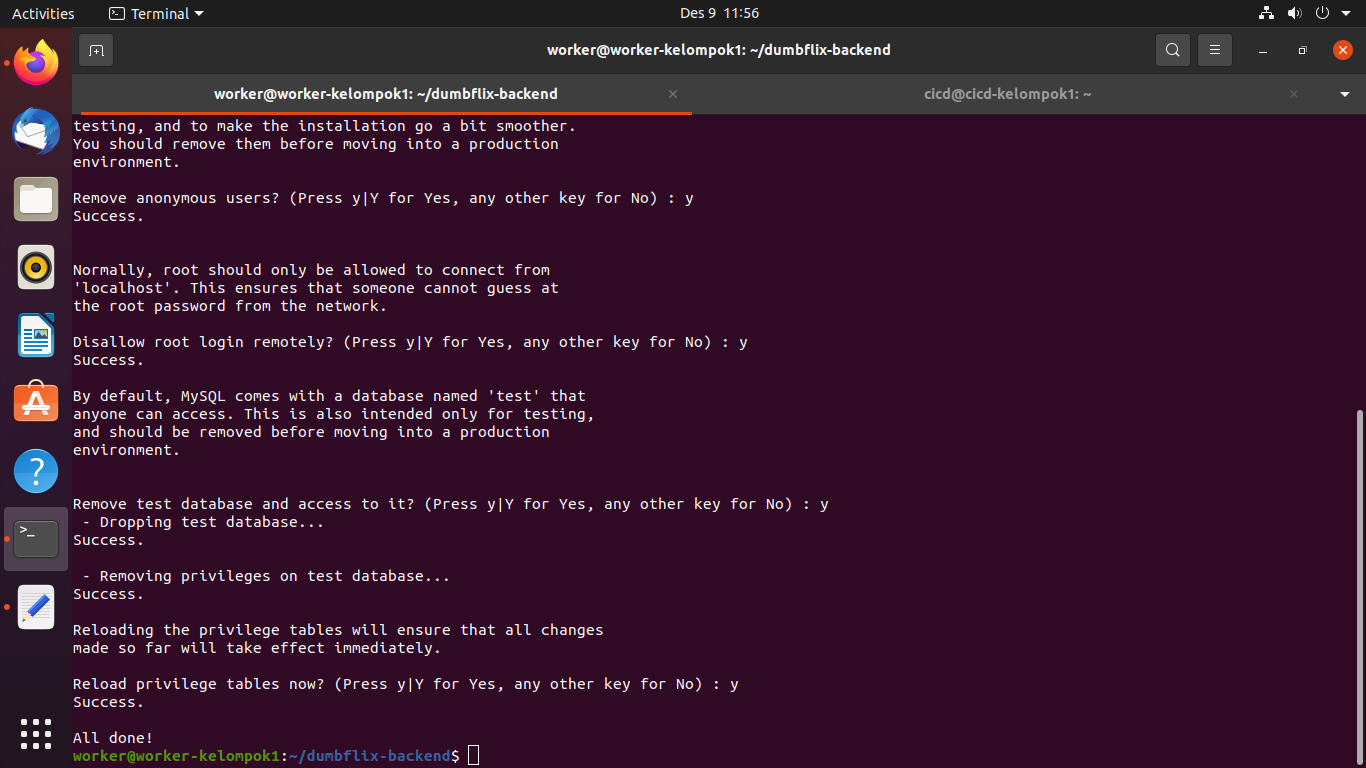 Activities
Terminal
Des 9 11:56
worker@worker-kelompok1: ~/dumbflix-backend
worker@worker-kelompok1: ~/dumbflix-backend
cicd@cicd-kelompok1: ~
testing, and to make the installation go a bit smoother.
You should remove them before moving into a production
environment.
Remove anonymous users? (Press y|Y for Yes, any other key for No) : y
Success.
Normally, root should only be allowed to connect from
'localhost'. This ensures that someone cannot guess at
the root password from the network.
Disallow root login remotely? (Press y|Y for Yes, any other key for No) : y
Success.
By default, MySQL comes with a database named 'test' that
anyone can access. This is also intended only for testing,
and should be removed before moving into a production
environment.
Remove test database and access to it? (Press y|Y for Yes, any other key for No) : y
- Dropping test database...
Success.
- Removing privileges on test database...
Success.
Reloading the privilege tables will ensure that all changes
made so far will take effect immediately.
Reload privilege tables now? (Press y|Y for Yes, any other key for No) : y
Success.
All done!
worker@worker-kelompok1:~/dumbflix-backend$